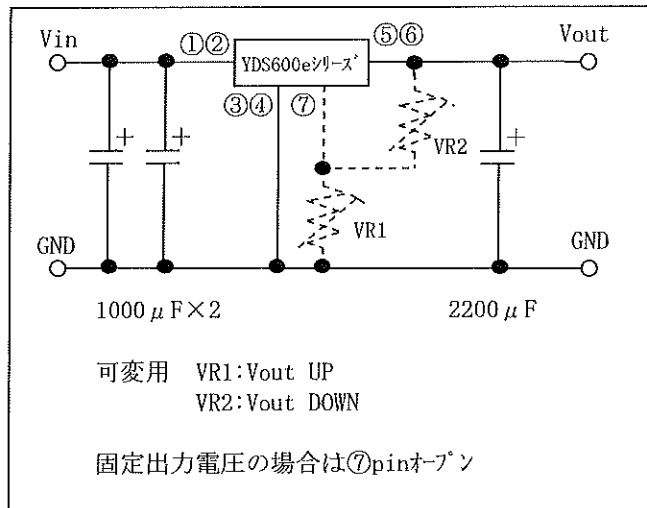 Vin
①②
YDS600eシリーズ
⑤⑥
Vout
③④
⑦
+
+
VR2
+
VR1
GND
GND
1000μF×2
2200μF
可変用 VR1:Vout UP
VR2:Vout DOWN
固定出力電圧の場合は⑦pinオープン